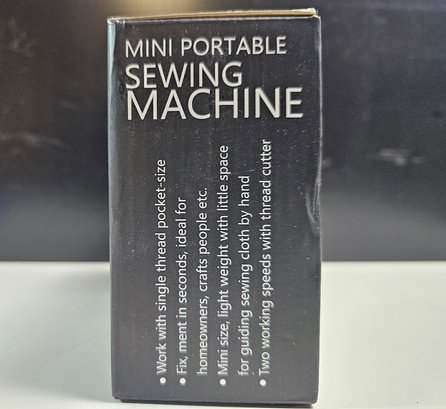 MINI PORTABLE
SEWING
MACHINE
• Work with single thread pocket-size
• Fix, ment in seconds, ideal for
homeowners, crafts people etc.
• Mini size, light weight with little space
for guiding sewing cloth by hand
• Two working speeds with thread cutter